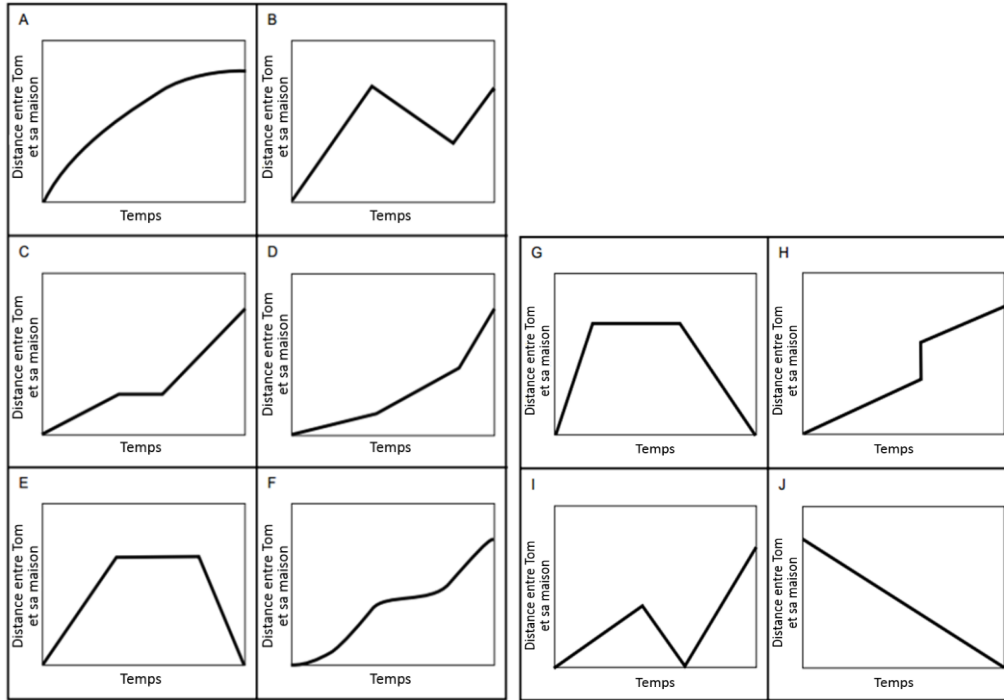 A
Distance entre Tom
et sa maison
Temps
B
Distance entre Tom
et sa maison
Temps
C
Distance entre Tom
et sa maison
Temps
D
Distance entre Tom
et sa maison
Temps
E
Distance entre Tom
et sa maison
Temps
F
Distance entre Tom
et sa maison
Temps
G
Distance entre Tom
et sa maison
Temps
H
Distance entre Tom
et sa maison
Temps
I
Distance entre Tom
et sa maison
Temps
J
Distance entre Tom
et sa maison
Temps